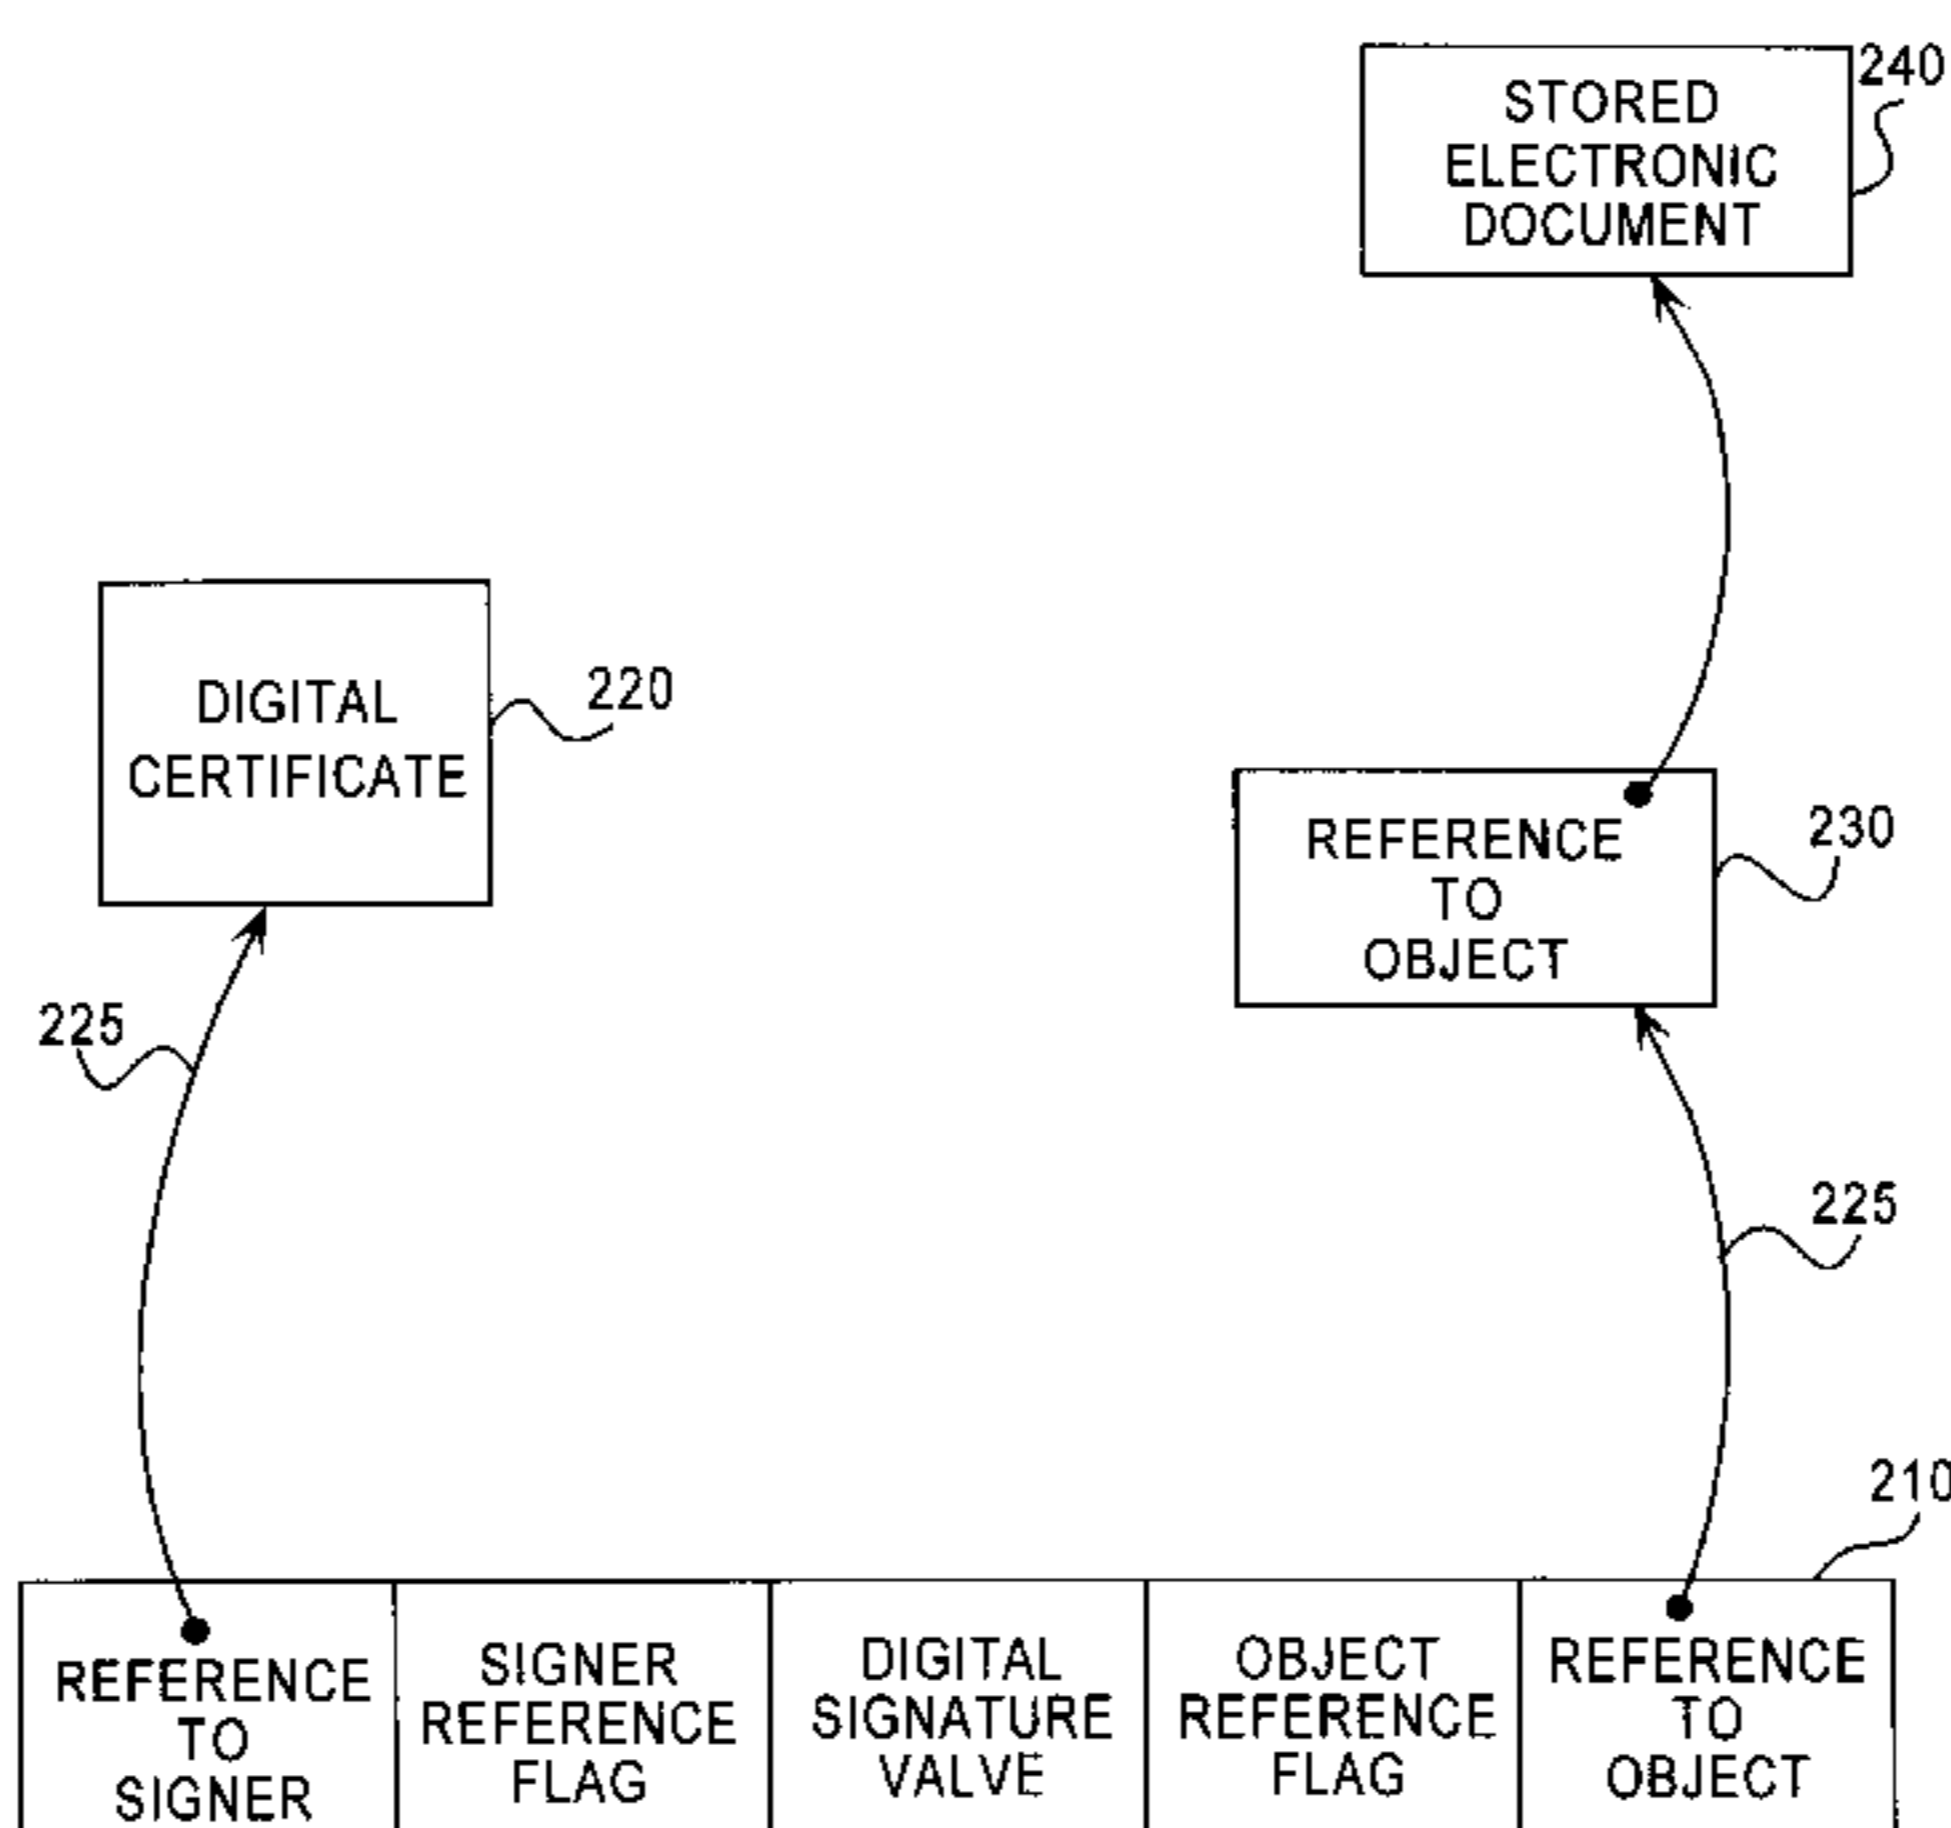 240
STORED
ELECTRONIC
DOCUMENT
DIGITAL
CERTIFICATE
220
REFERENCE
TO
OBJECT
230
225
225
210
REFERENCE
TO
SIGNER
SIGNER
REFERENCE
FLAG
DIGITAL
SIGNATURE
VALVE
OBJECT
REFERENCE
FLAG
REFERENCE
TO
OBJECT